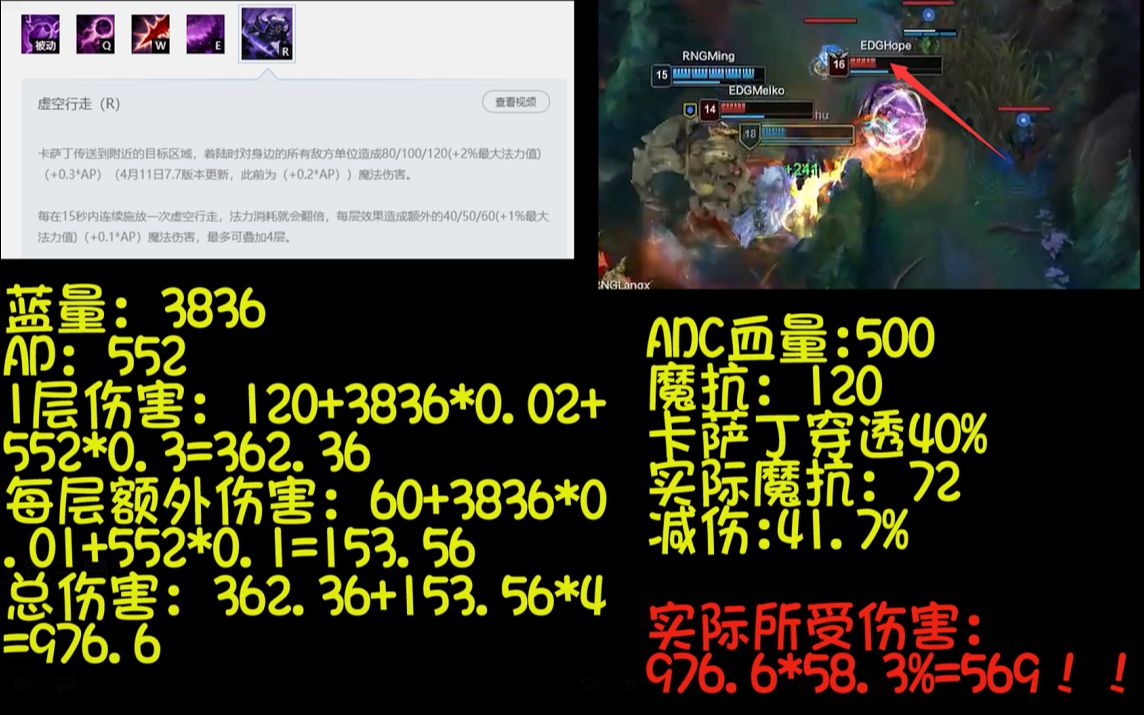 被动
Q
W
E
R
虚空行走（R）
查看视频
卡萨丁传送到附近的目标区域，着陆时对身边的所有敌方单位造成80/100/120(+2%最大法力值)
（+0.3*AP）（4月11日7.7版本更新，此前为（+0.2*AP)）魔法伤害。
每在15秒内连续施放一次虚空行走，法力消耗就会翻倍，每层效果造成额外的40/50/60(+1%最大
法力值)（+0.1*AP）魔法伤害，最多可叠加4层。
RNGMing
15
EDGHope
16
EDGMeiko
14
hu
18
+241
RNGLangx
蓝量：3836
AD：552
1层伤害：120+3836*0.02+
552*0.3=362.36
每层额外伤害：60+3836*0
.01+552*0.1=153.56
总伤害：362.36+153.56*4
=976.6
ADC血量:500
魔抗：120
卡萨丁穿透40%
实际魔抗：72
减伤:41.7%
实际所受伤害：
976.6*58.3%=569！！